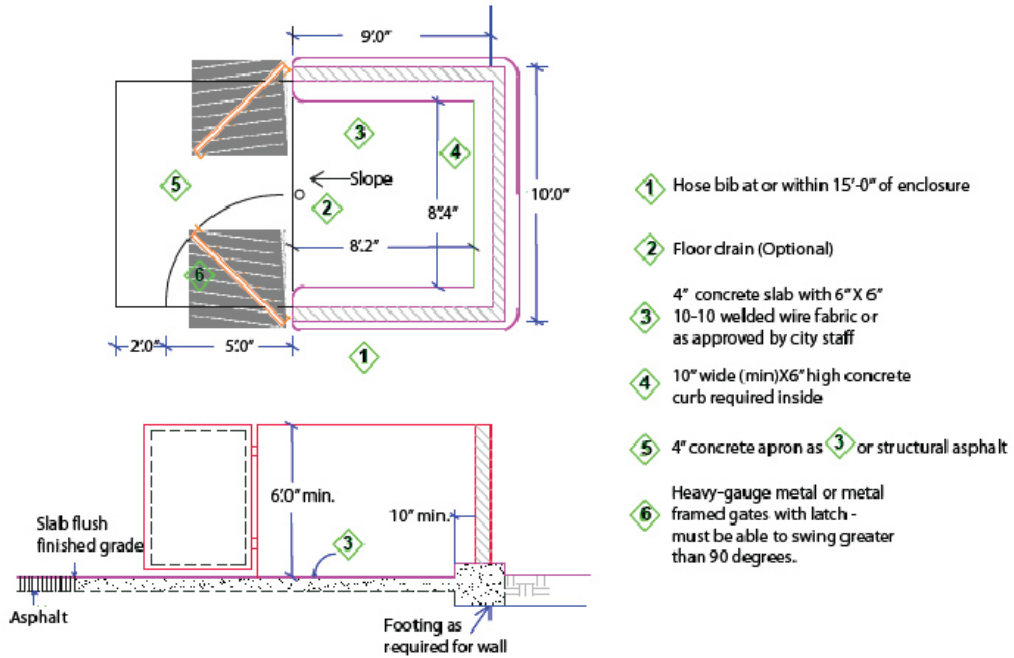 9'.0"
3
4
5
Slope
2
10'.0"
8".4"
8'.2"
6
2'.0"
5'.0"
1
1 Hose bib at or within 15'-0" of enclosure
2 Floor drain (Optional)
4" concrete slab with 6" X 6"
3 10-10 welded wire fabric or
as approved by city staff
4 10" wide (min)X6" high concrete
curb required inside
5 4" concrete apron as 3 or structural asphalt
Heavy-gauge metal or metal
6 framed gates with latch -
must be able to swing greater
than 90 degrees.
6'.0" min.
10" min.
Slab flush
finished grade
3
Asphalt
Footing as
required for wall